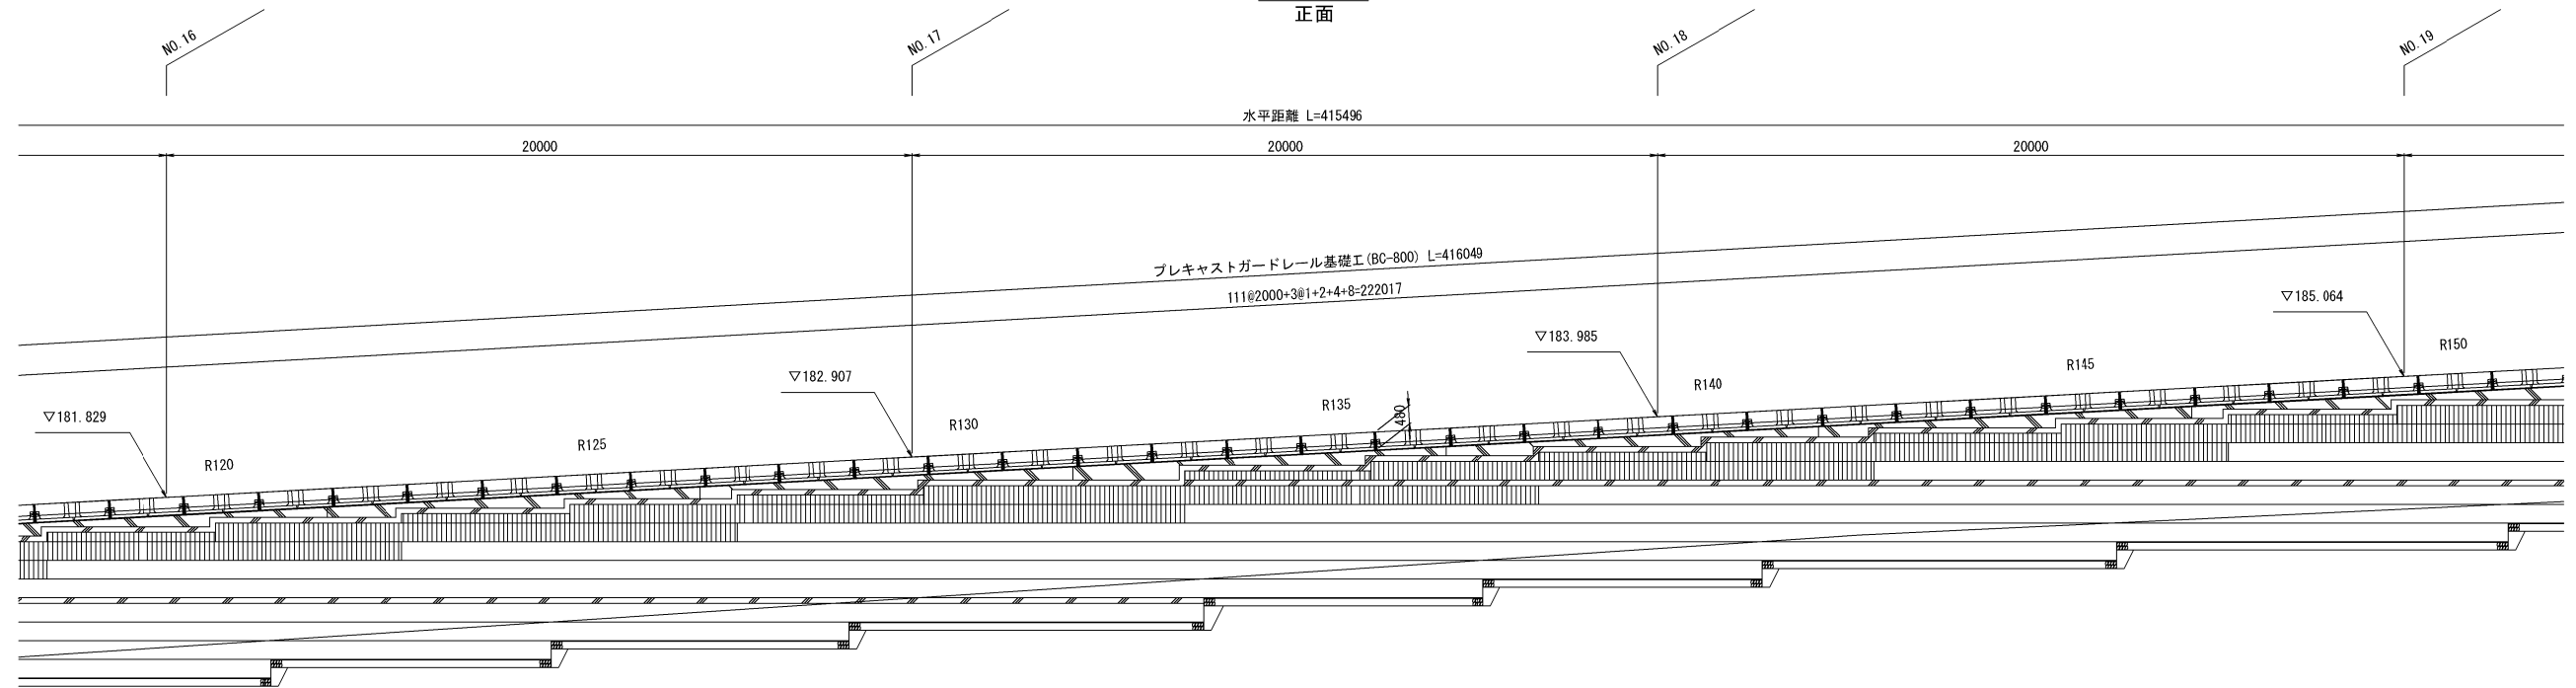 正面
NO.16
NO.17
NO.18
NO.19
水平距離 L=415496
20000
20000
20000
プレキャストガードレール基礎工(BC-800) L=416049
111@2000+3@1+2+4+8=222017
▽185.064
▽183.985
▽182.907
▽181.829
R150
R145
R140
R135
480
R130
R125
R120